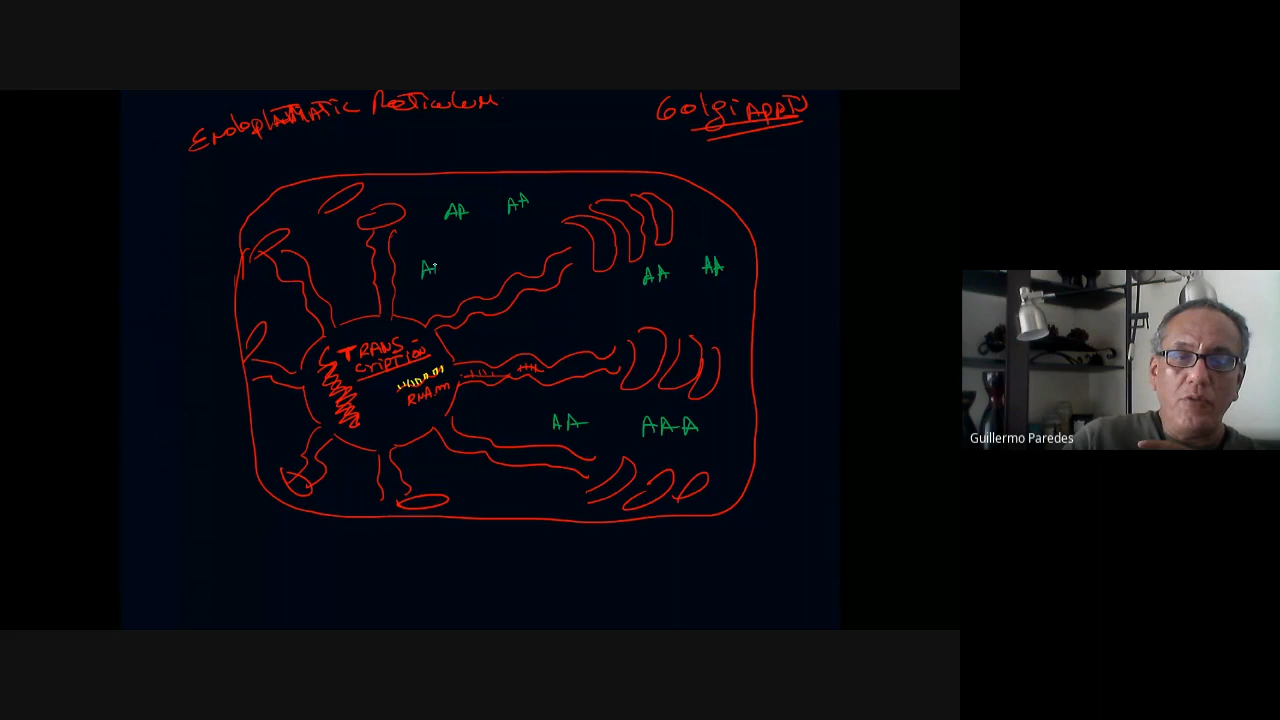 Endoplasmatic Reticulum
Golgi App
AA AA
AA AA
TRANS-
cription
RNAm
AA AAA
Guillermo Paredes